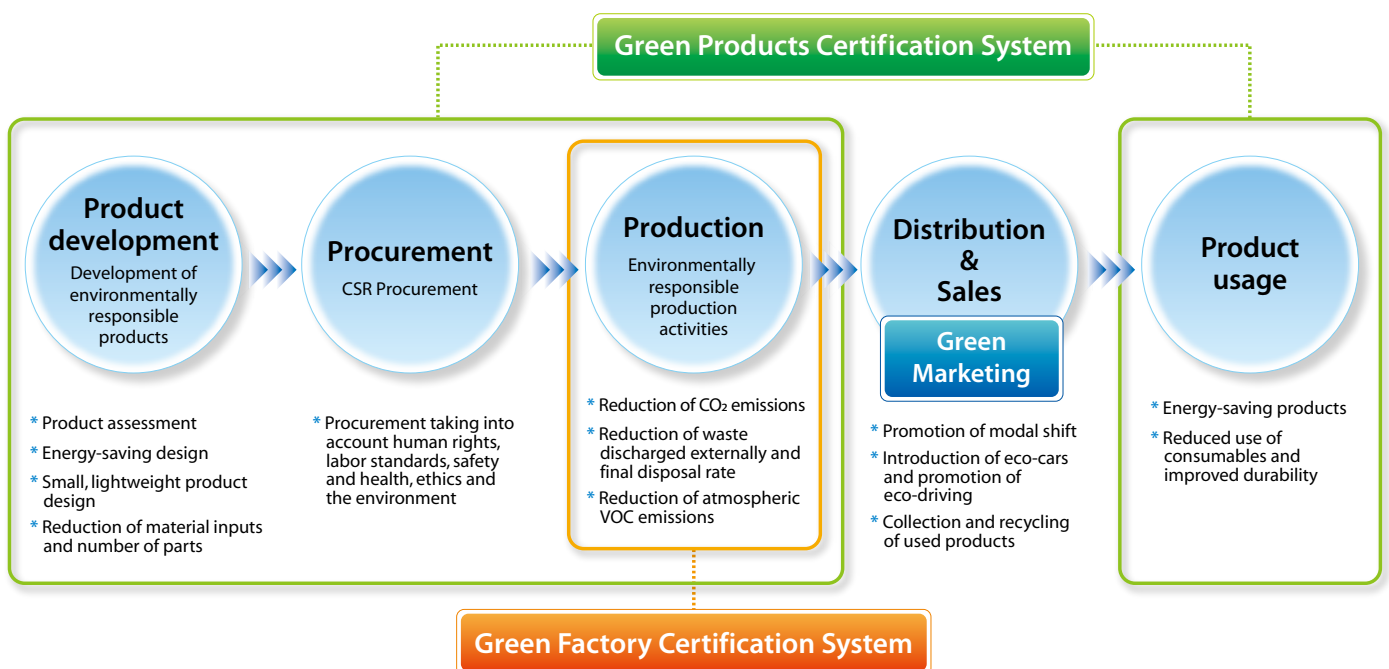 Green Products Certification System
Product
development
Development of
environmentally
responsible
products
* Product assessment
* Energy-saving design
* Small, lightweight product
design
* Reduction of material inputs
and number of parts
Procurement
CSR Procurement
* Procurement taking into
account human rights,
labor standards, safety
and health, ethics and
the environment
Production
Environmentally
responsible
production
activities
* Reduction of CO₂ emissions
* Reduction of waste
discharged externally and
final disposal rate
* Reduction of atmospheric
VOC emissions
Distribution
&
Sales
Green
Marketing
* Promotion of modal shift
* Introduction of eco-cars
and promotion of
eco-driving
* Collection and recycling
of used products
Product
usage
* Energy-saving products
* Reduced use of
consumables and
improved durability
Green Factory Certification System